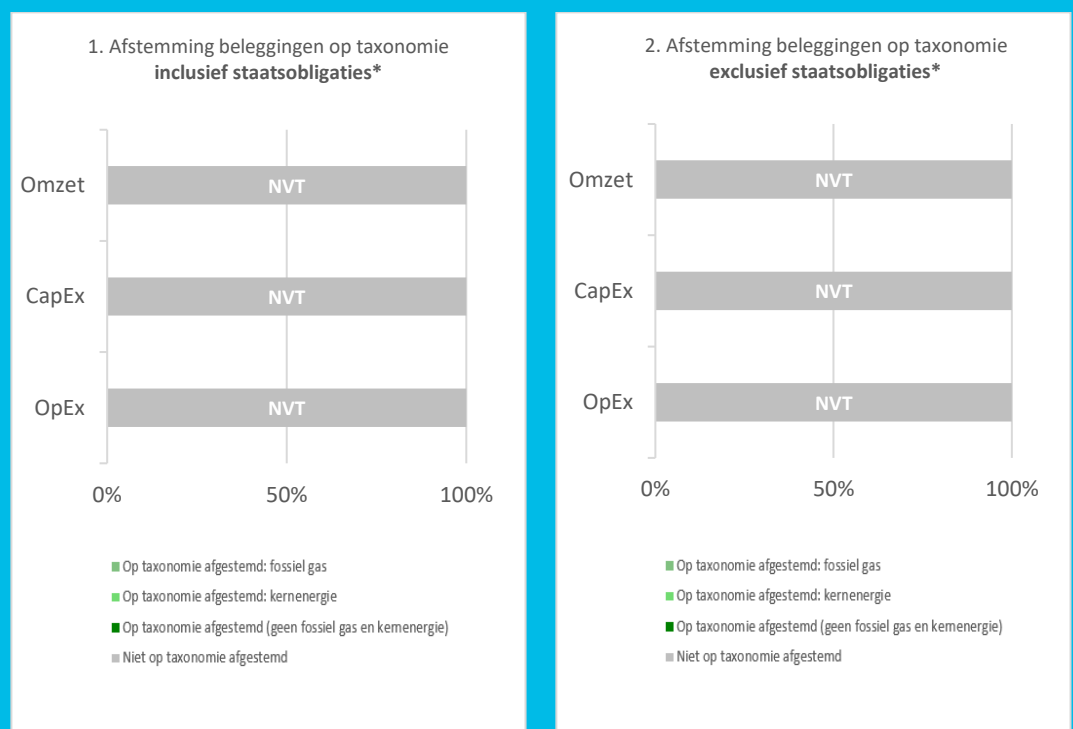 1. Afstemming beleggingen op taxonomie
inclusief staatsobligaties*
Omzet
NVT
CapEx
NVT
OpEx
NVT
0%
50%
100%
Op taxonomie afgestemd: fossiel gas
Op taxonomie afgestemd: kernenergie
Op taxonomie afgestemd (geen fossiel gas en kernenergie)
Niet op taxonomie afgestemd
2. Afstemming beleggingen op taxonomie
exclusief staatsobligaties*
Omzet
NVT
CapEx
NVT
OpEx
NVT
0%
50%
100%
Op taxonomie afgestemd: fossiel gas
Op taxonomie afgestemd: kernenergie
Op taxonomie afgestemd (geen fossiel gas en kernenergie)
Niet op taxonomie afgestemd